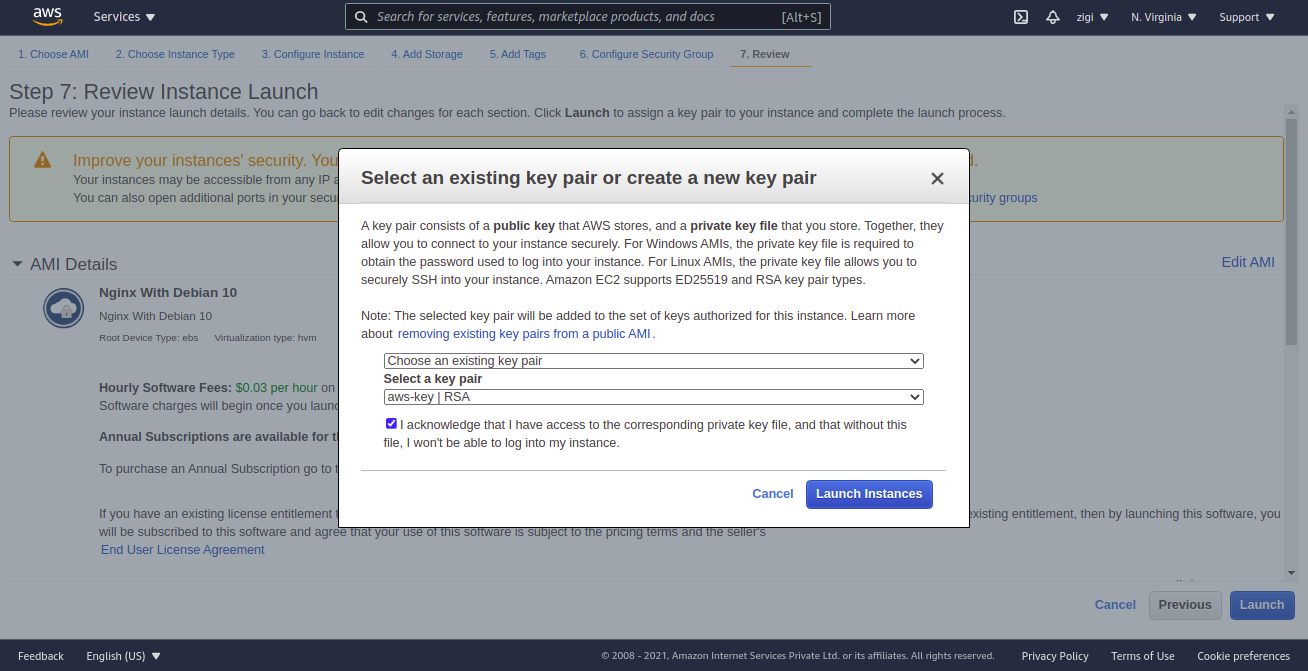 aws
Services
Search for services, features, marketplace products, and docs [Alt+S]
zigi
N. Virginia
Support
1. Choose AMI 2. Choose Instance Type 3. Configure Instance 4. Add Storage 5. Add Tags 6. Configure Security Group 7. Review
Step 7: Review Instance Launch
Please review your instance launch details. You can go back to edit changes for each section. Click Launch to assign a key pair to your instance and complete the launch process.
Improve your instances' security. You d.
Your instances may be accessible from any IP a
You can also open additional ports in your secur urity groups
AMI Details Edit AMI
Nginx With Debian 10
Nginx With Debian 10
Root Device Type: ebs Virtualization type: hvm
Hourly Software Fees: $0.03 per hour on
Software charges will begin once you launc
Annual Subscriptions are available for t
To purchase an Annual Subscription go to t
If you have an existing license entitlement existing entitlement, then by launching this software, you
will be subscribed to this software and agree that your use of this software is subject to the pricing terms and the seller's
End User License Agreement
Select an existing key pair or create a new key pair
A key pair consists of a public key that AWS stores, and a private key file that you store. Together, they
allow you to connect to your instance securely. For Windows AMIs, the private key file is required to
obtain the password used to log into your instance. For Linux AMIs, the private key file allows you to
securely SSH into your instance. Amazon EC2 supports ED25519 and RSA key pair types.
Note: The selected key pair will be added to the set of keys authorized for this instance. Learn more
about removing existing key pairs from a public AMI.
Choose an existing key pair
Select a key pair
aws-key | RSA
I acknowledge that I have access to the corresponding private key file, and that without this
file, I won't be able to log into my instance.
Cancel Launch Instances
Cancel Previous Launch
Feedback English (US) © 2008 - 2021, Amazon Internet Services Private Ltd. or its affiliates. All rights reserved. Privacy Policy Terms of Use Cookie preferences